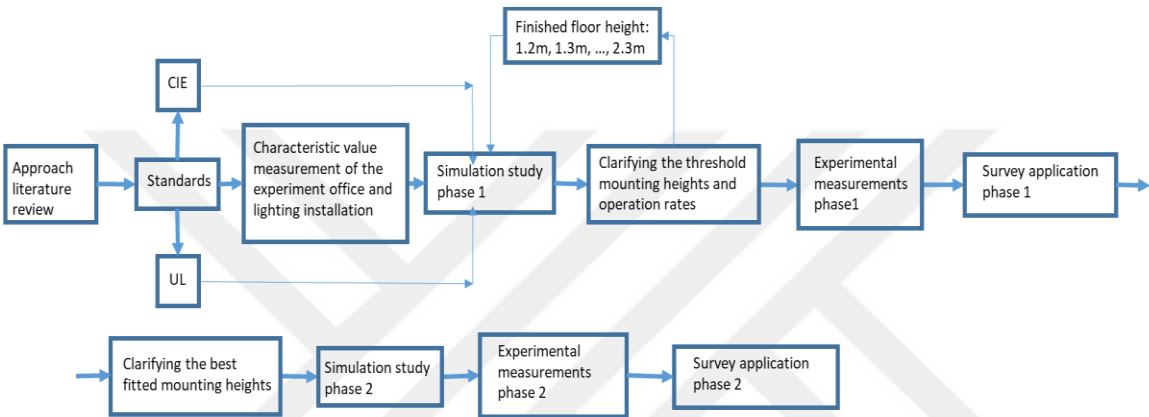 Finished floor height:
1.2m, 1.3m, ..., 2.3m
CIE
Approach
literature
review
Standards
Characteristic value
measurement of the
experiment office and
lighting installation
Simulation study
phase 1
Clarifying the threshold
mounting heights and
operation rates
Experimental
measurements
phase1
Survey application
phase 1
UL
Clarifying the best
fitted mounting heights
Simulation study
phase 2
Experimental
measurements
phase 2
Survey application
phase 2